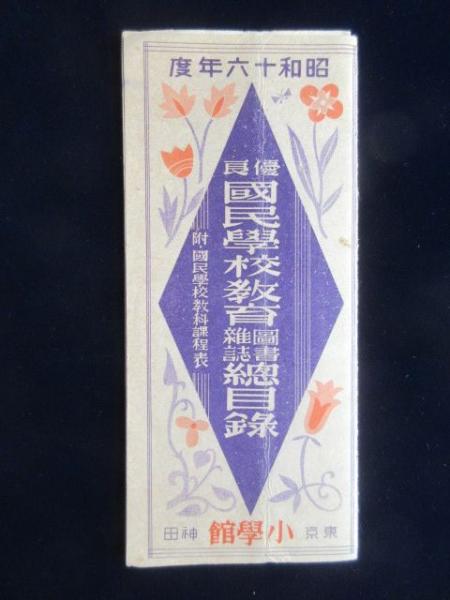 昭和十六年度
優良
國民學校教育圖書雜誌總目錄
附・國民學校敎科課程表
東京 小學館 神田